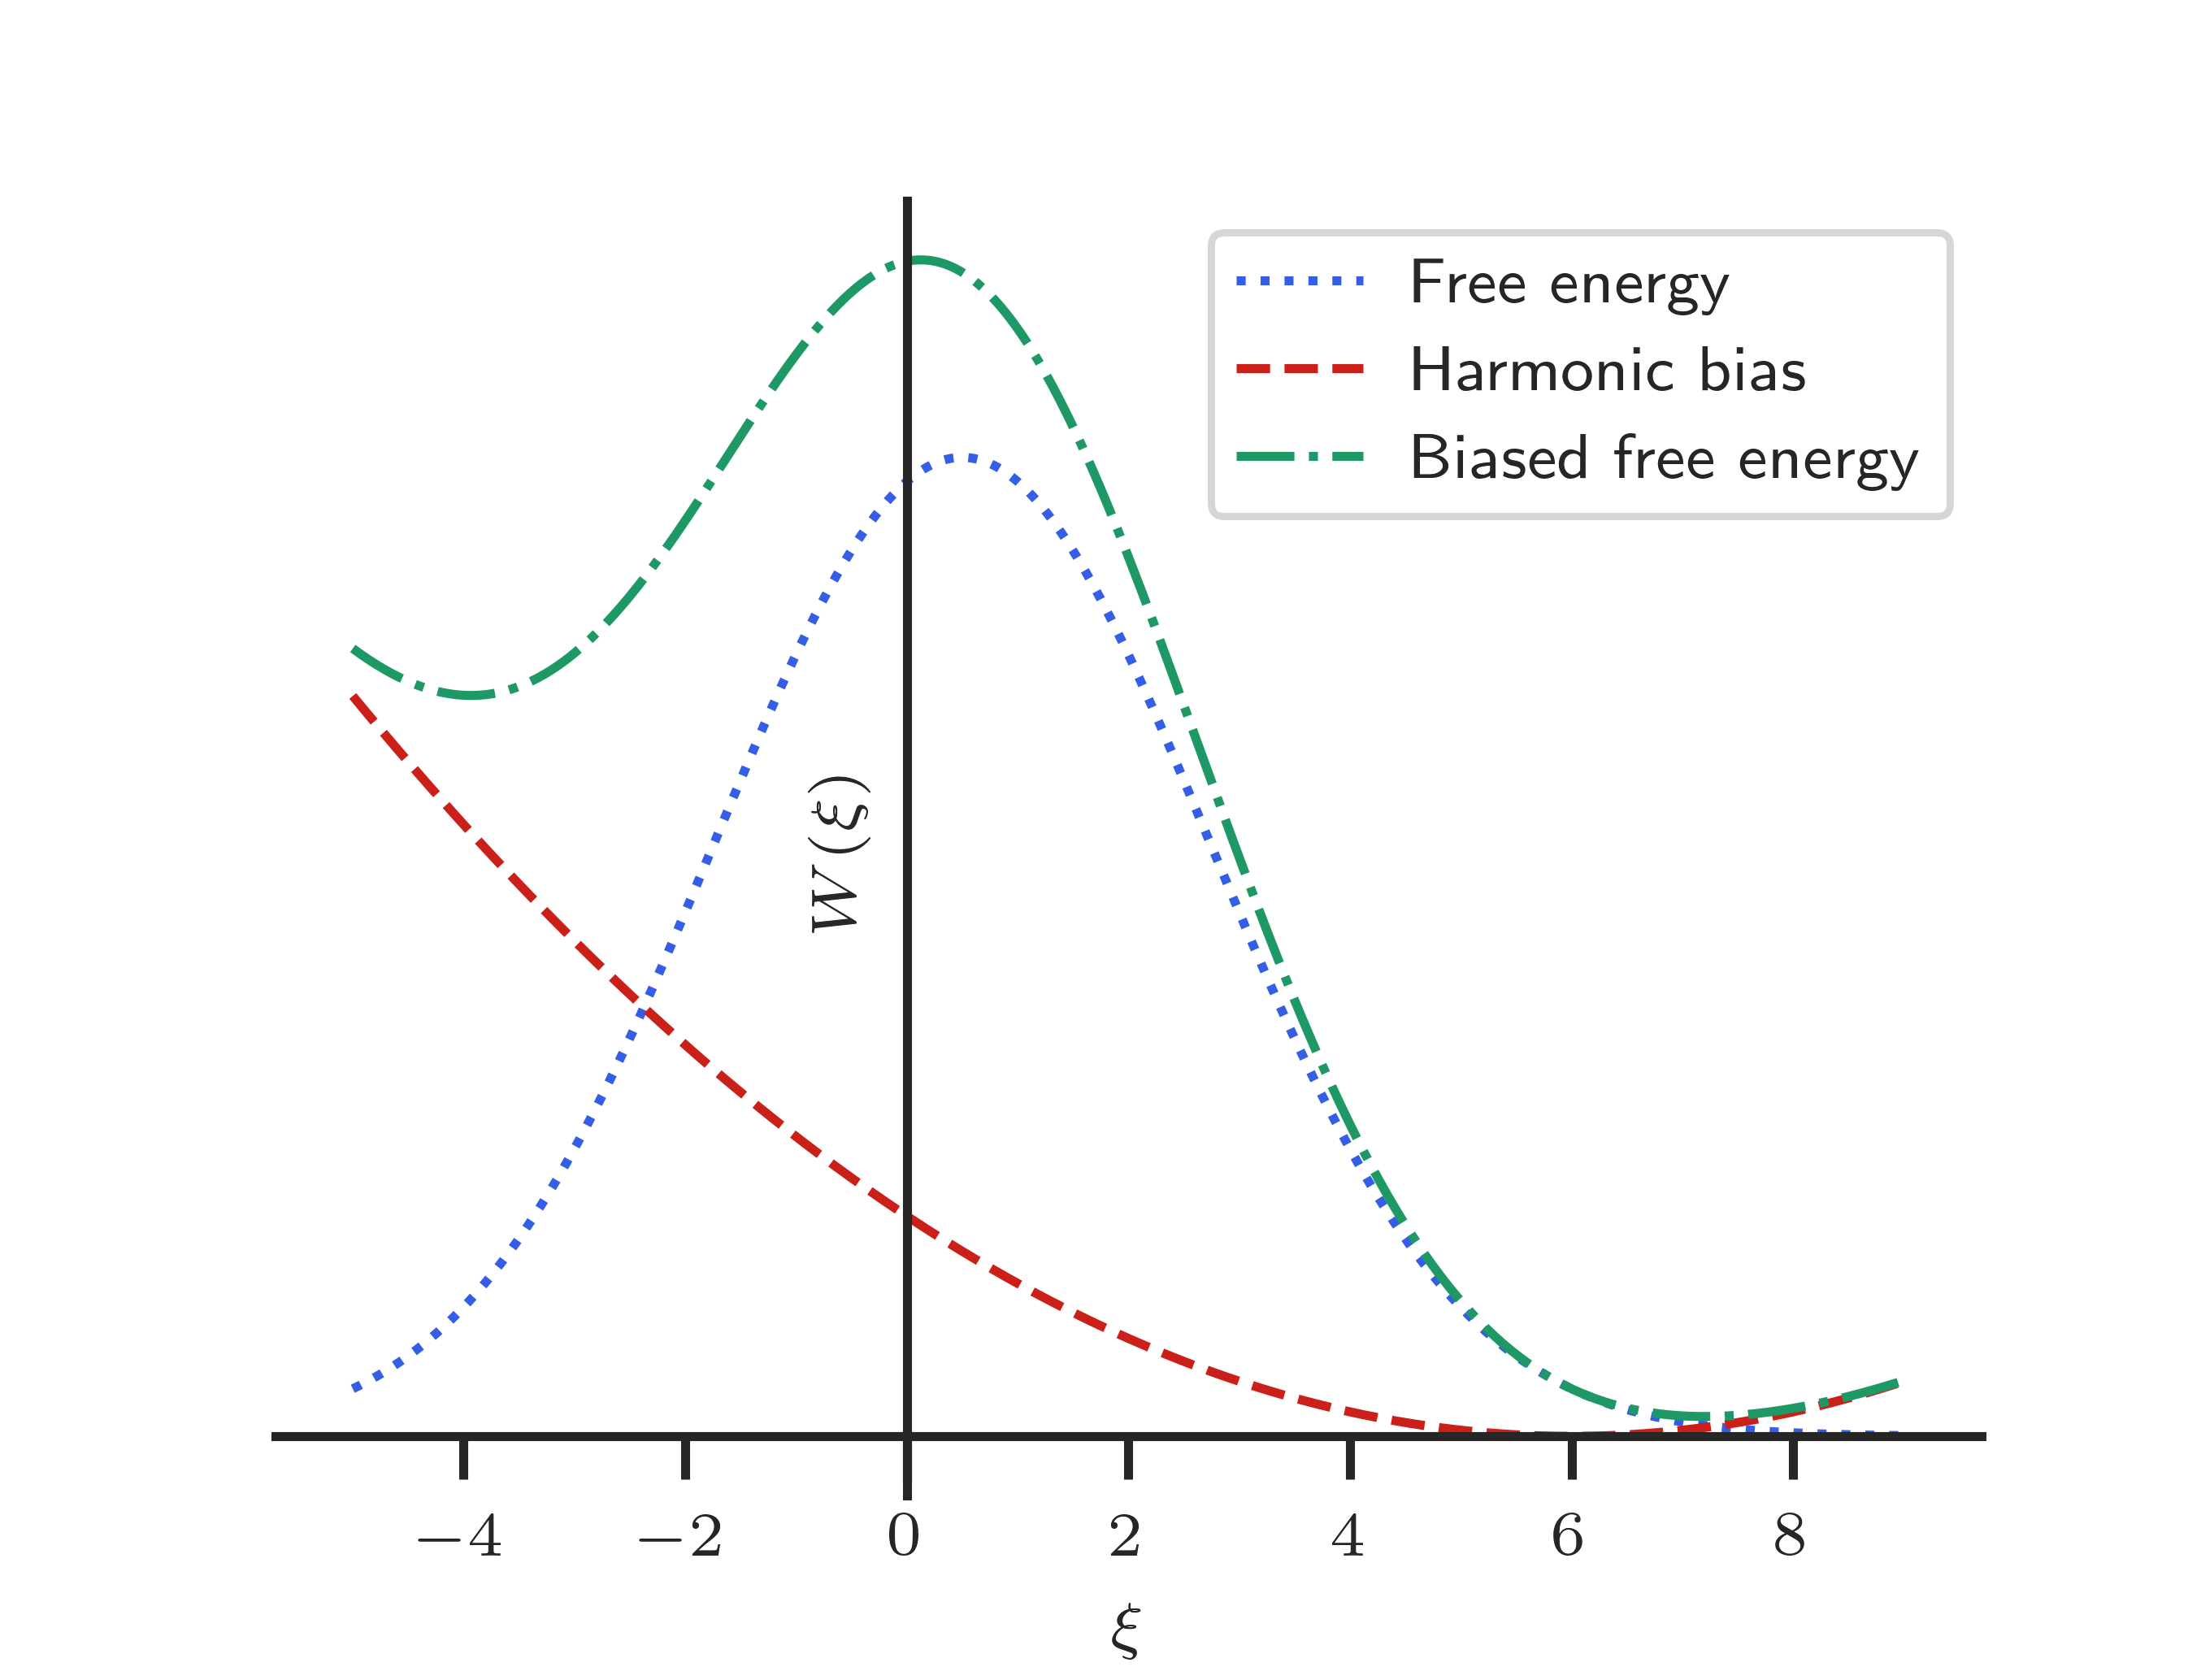 Free energy
Harmonic bias
Biased free energy
W(ξ)
−4 −2 0 2 4 6 8
ξ